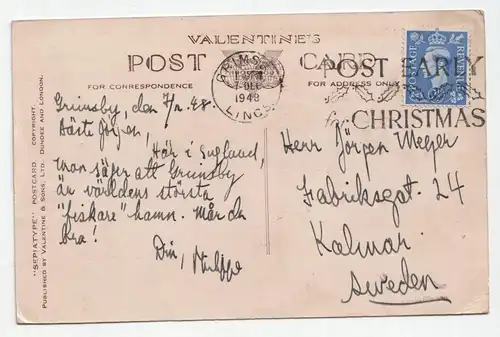 VALENTINE'S
POST CARD
FOR CORRESPONDENCE
FOR ADDRESS ONLY
GRIMSBY
7 DEC
1948
LINCS.
POST EARLY
for CHRISTMAS
POSTAGE
REVENUE
"SEPIATYPE" POSTCARD. COPYRIGHT.
PUBLISHED BY VALENTINE & SONS, LTD. DUNDEE AND LONDON.
Grimsby, den 7/12.48.
Bäste Jörgen,
Här i England,
man säger att Grimsby
är världens största
"fiskare" hamn. Mår du
bra!
Din, Philippe
Herr Jörgen Meyer
Fabriksgat. 24
Kalmar.
Sweden